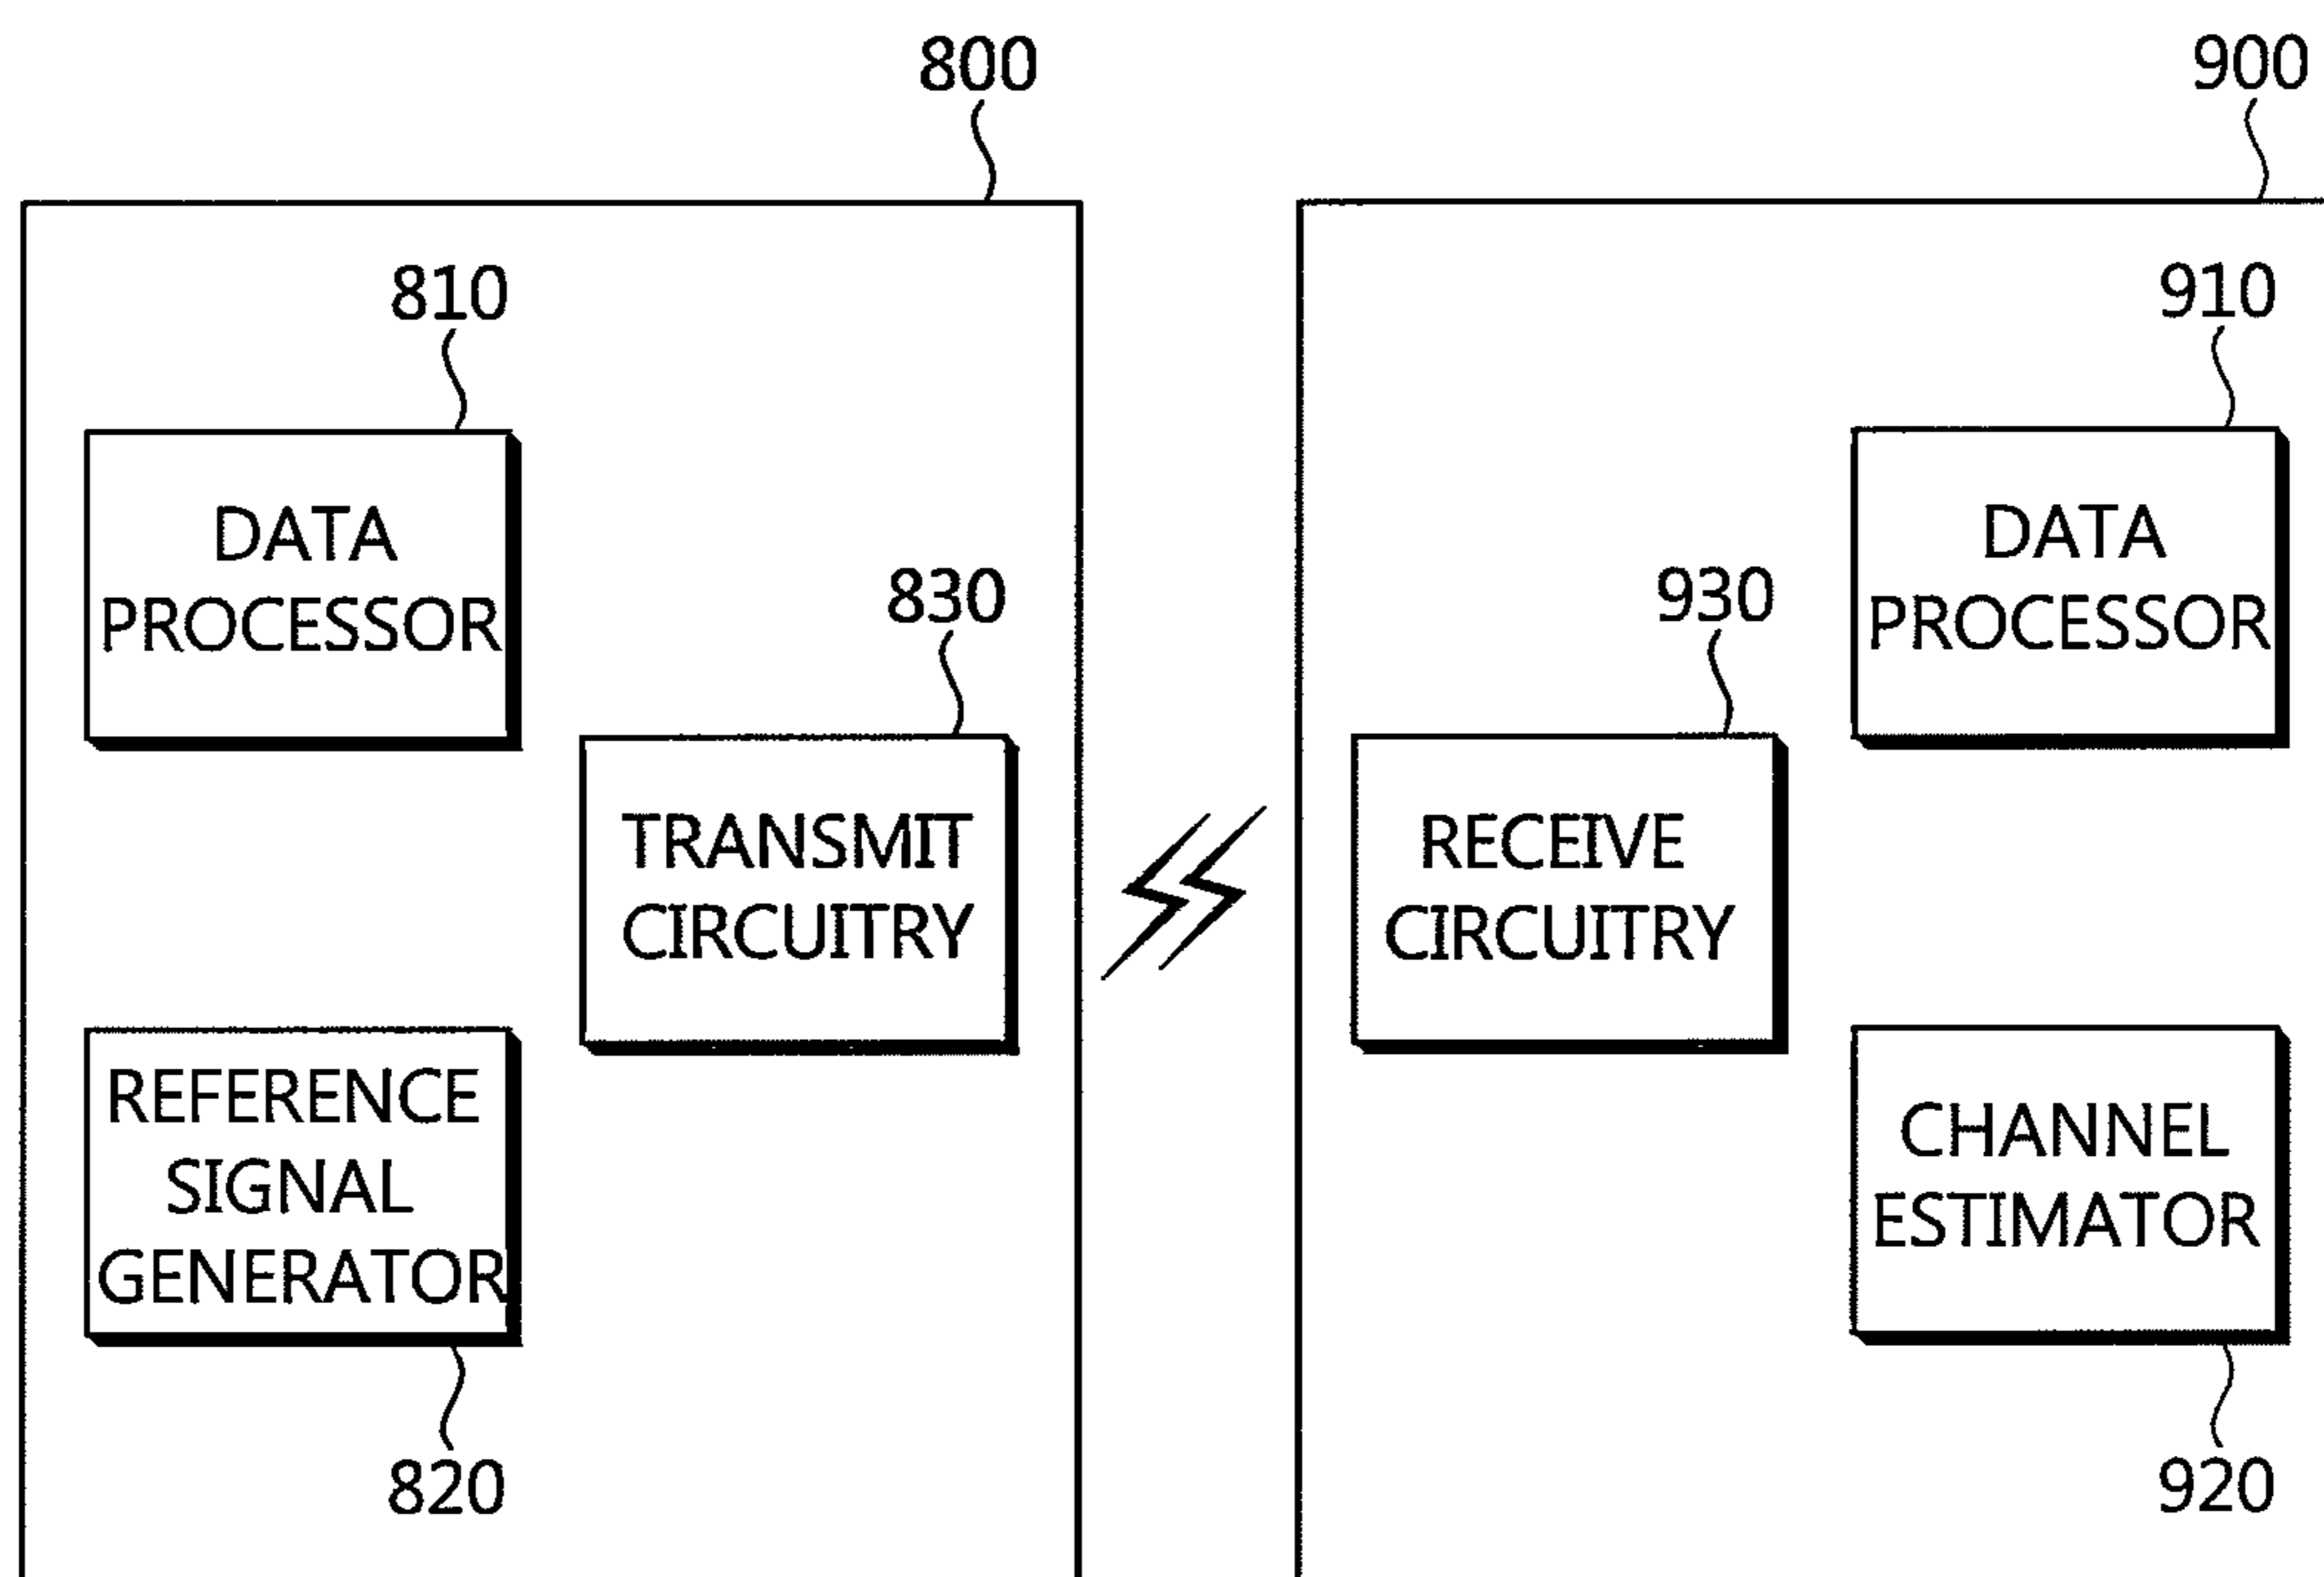 800
900
810
DATA
PROCESSOR
830
TRANSMIT
CIRCUITRY
REFERENCE
SIGNAL
GENERATOR
820
910
DATA
PROCESSOR
930
RECEIVE
CIRCUITRY
CHANNEL
ESTIMATOR
920